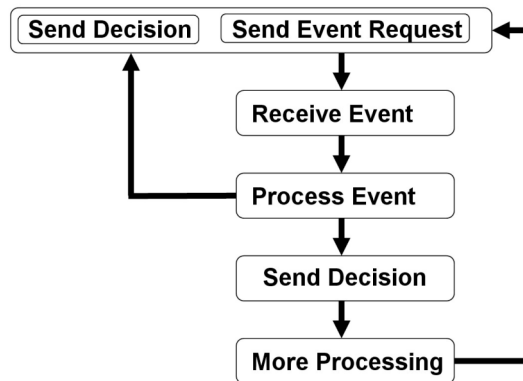 Send Decision
Send Event Request
Receive Event
Process Event
Send Decision
More Processing